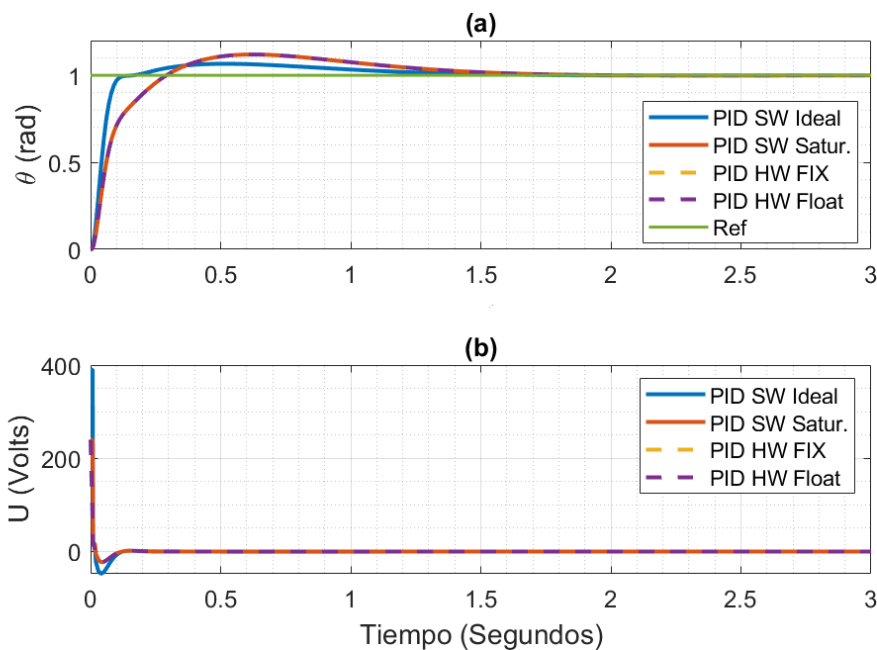 (a)
θ (rad)
1
0.5
0
PID SW Ideal
PID SW Satur.
PID HW FIX
PID HW Float
Ref
0 0.5 1 1.5 2 2.5 3
(b)
U (Volts)
400
200
0
PID SW Ideal
PID SW Satur.
PID HW FIX
PID HW Float
0 0.5 1 1.5 2 2.5 3
Tiempo (Segundos)